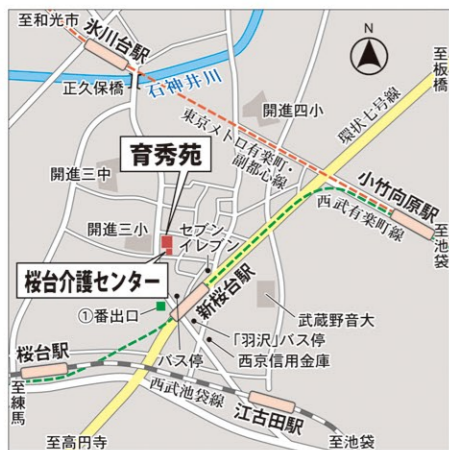 至和光市
氷川台駅
N
至板橋
正久保橋
石神井川
開進四小
環状七号線
東京メトロ有楽町・
副都心線
育秀苑
開進三中
小竹向原駅
西武有楽町線
至池袋
開進三小
セブン
イレブン
桜台介護センター
新桜台駅
①番出口
武蔵野音大
「羽沢」バス停
バス停
西京信用金庫
桜台駅
至練馬
西武池袋線
江古田駅
至高円寺
至池袋